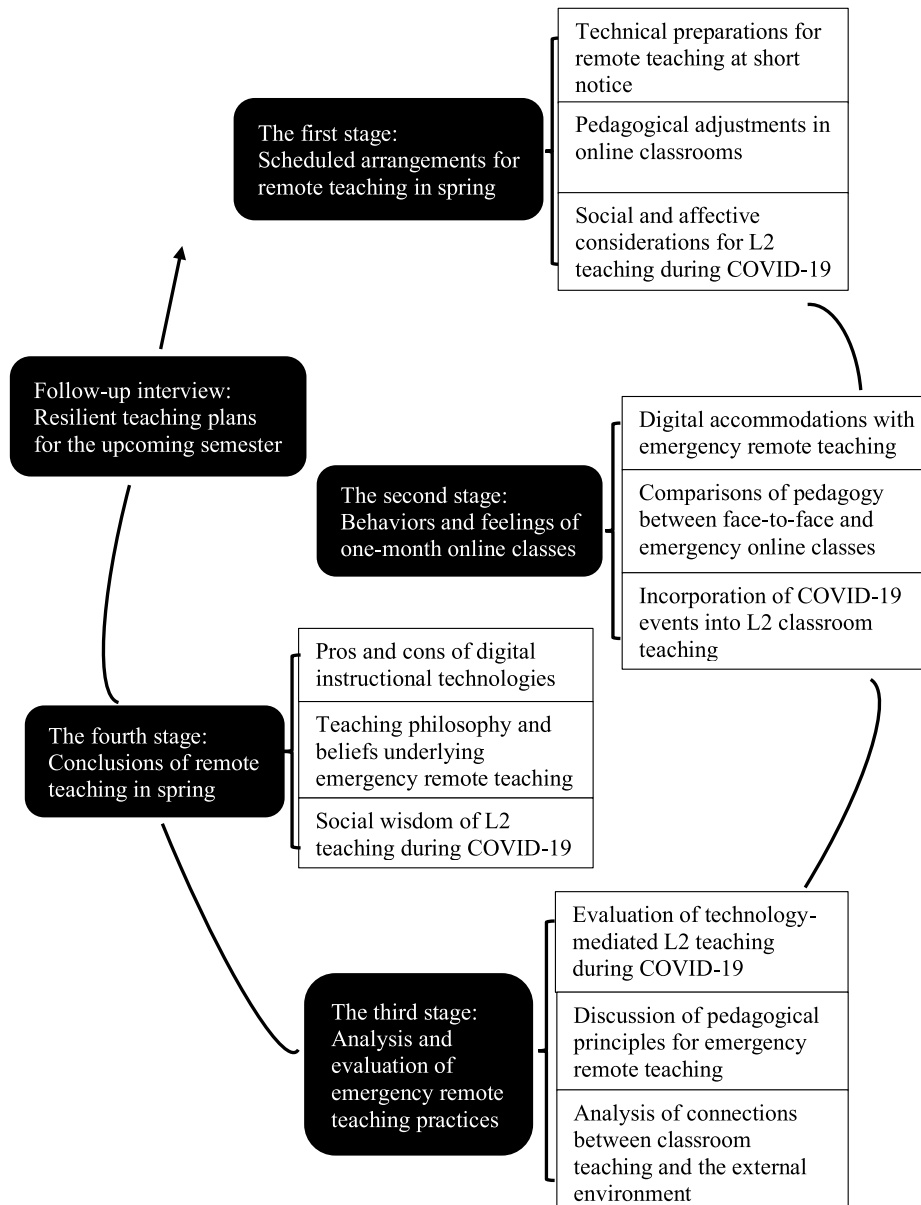 The first stage:
Scheduled arrangements for
remote teaching in spring
Technical preparations for
remote teaching at short
notice
Pedagogical adjustments in
online classrooms
Social and affective
considerations for L2
teaching during COVID-19
Follow-up interview:
Resilient teaching plans
for the upcoming semester
The second stage:
Behaviors and feelings of
one-month online classes
Digital accommodations with
emergency remote teaching
Comparisons of pedagogy
between face-to-face and
emergency online classes
Incorporation of COVID-19
events into L2 classroom
teaching
The fourth stage:
Conclusions of remote
teaching in spring
Pros and cons of digital
instructional technologies
Teaching philosophy and
beliefs underlying
emergency remote teaching
Social wisdom of L2
teaching during COVID-19
The third stage:
Analysis and
evaluation of
emergency remote
teaching practices
Evaluation of technology-
mediated L2 teaching
during COVID-19
Discussion of pedagogical
principles for emergency
remote teaching
Analysis of connections
between classroom
teaching and the external
environment